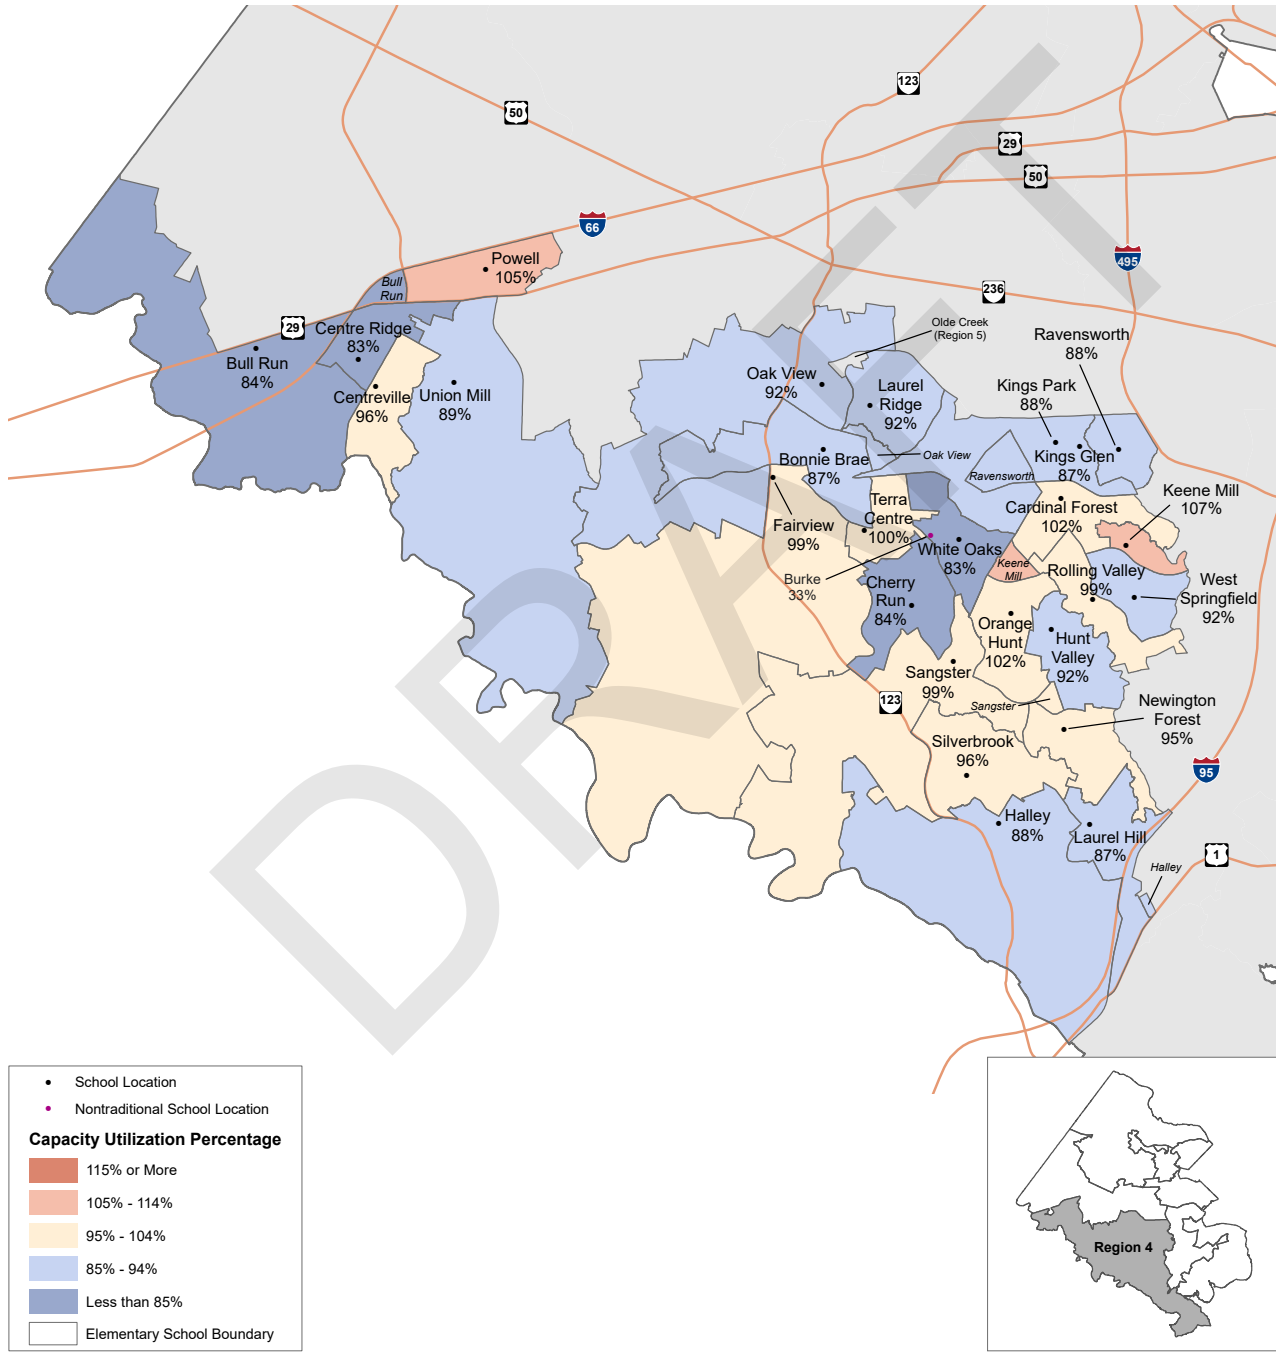 123
50
29
50
66
495
236
Powell
105%
Bull
Run
29
Centre Ridge
83%
Bull Run
84%
Centreville
96%
Union Mill
89%
Olde Creek
(Region 5)
Ravensworth
88%
Oak View
92%
Laurel
Ridge
92%
Kings Park
88%
Bonnie Brae
87%
Oak View
Kings Glen
87%
Ravensworth
Keene Mill
107%
Cardinal Forest
102%
Terra
Centre
100%
Fairview
99%
White Oaks
83%
Burke
33%
Keene
Mill
Rolling Valley
99%
West
Springfield
92%
Cherry
Run
84%
Orange
Hunt
102%
Hunt
Valley
92%
Sangster
99%
Sangster
123
Newington
Forest
95%
Silverbrook
96%
95
Halley
88%
Laurel Hill
87%
Halley
1
DRAFT
School Location
Nontraditional School Location
Capacity Utilization Percentage
115% or More
105% - 114%
95% - 104%
85% - 94%
Less than 85%
Elementary School Boundary
Region 4